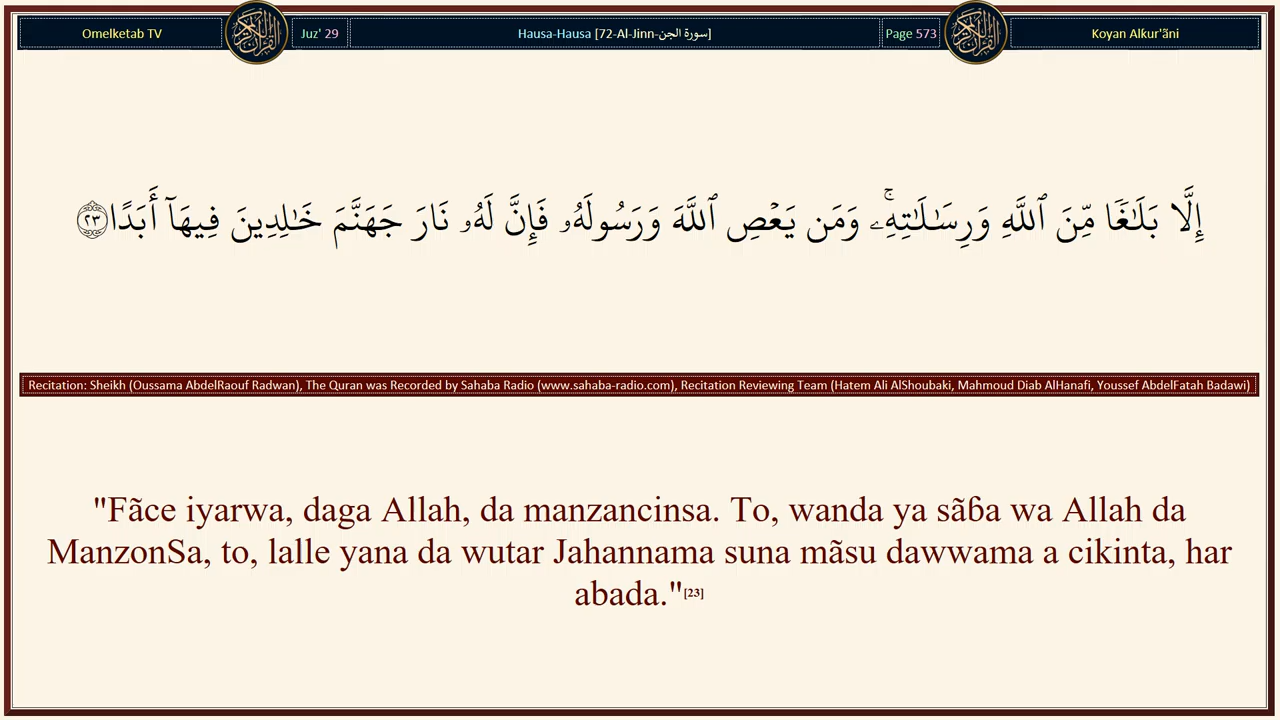 Omelketab TV
Juz' 29
Hausa-Hausa [72-Al-Jinn-سورة الجن]
Page 573
Koyan Alƙur'ãni
إِلَّا بَلَـٰغًا مِّنَ ٱللَّهِ وَرِسَـٰلَـٰتِهِۦۚ وَمَن يَعْصِ ٱللَّهَ وَرَسُولَهُۥ فَإِنَّ لَهُۥ نَارَ جَهَنَّمَ خَـٰلِدِينَ فِيهَآ أَبَدًا ٢٣
Recitation: Sheikh (Oussama AbdelRaouf Radwan), The Quran was Recorded by Sahaba Radio (www.sahaba-radio.com), Recitation Reviewing Team (Hatem Ali AlShoubaki, Mahmoud Diab AlHanafi, Youssef AbdelFatah Badawi)
"Fãce iyarwa, daga Allah, da manzancinsa. To, wanda ya sãɓa wa Allah da
ManzonSa, to, lalle yana da wutar Jahannama suna mãsu dawwama a cikinta, har
abada."[23]